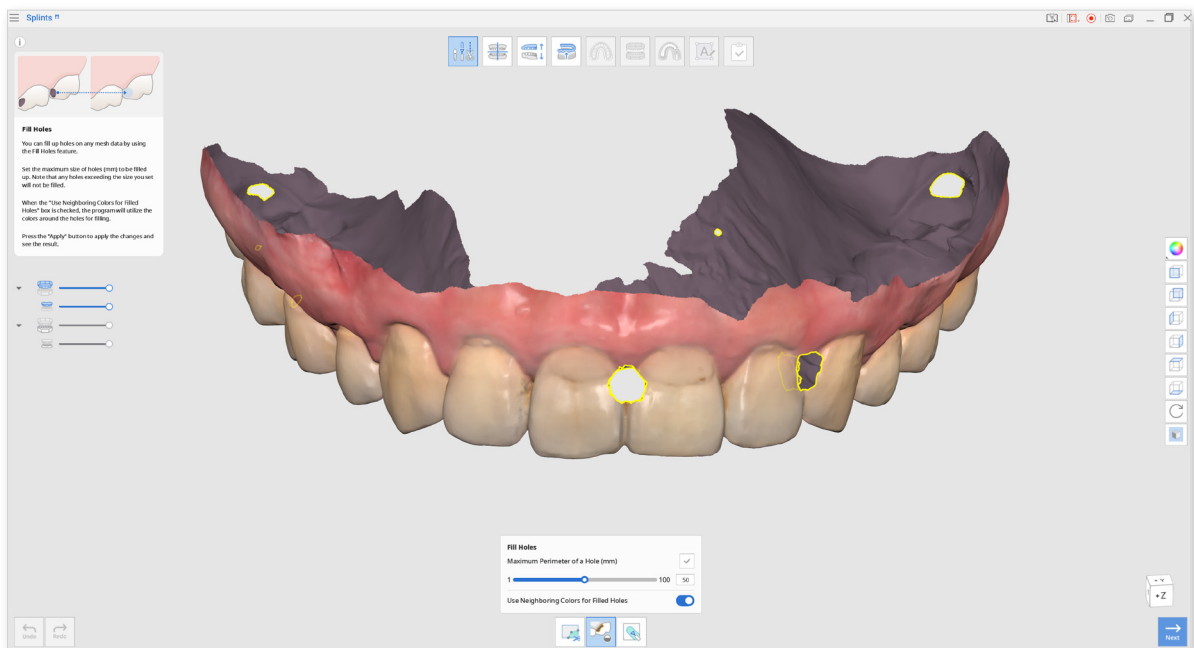 Splints
Fill Holes
You can fill up holes on any mesh data by using
the Fill Holes feature.
Set the maximum size of holes (mm) to be filled
up. Note that any holes exceeding the size you set
will not be filled.
When the "Use Neighboring Colors for Filled
Holes" box is checked, the program will utilize the
colors around the holes for filling.
Press the "Apply" button to apply the changes and
see the result.
Fill Holes
Maximum Perimeter of a Hole (mm)
1 100 50
Use Neighboring Colors for Filled Holes
Undo Redo
- Y
+Z
Next